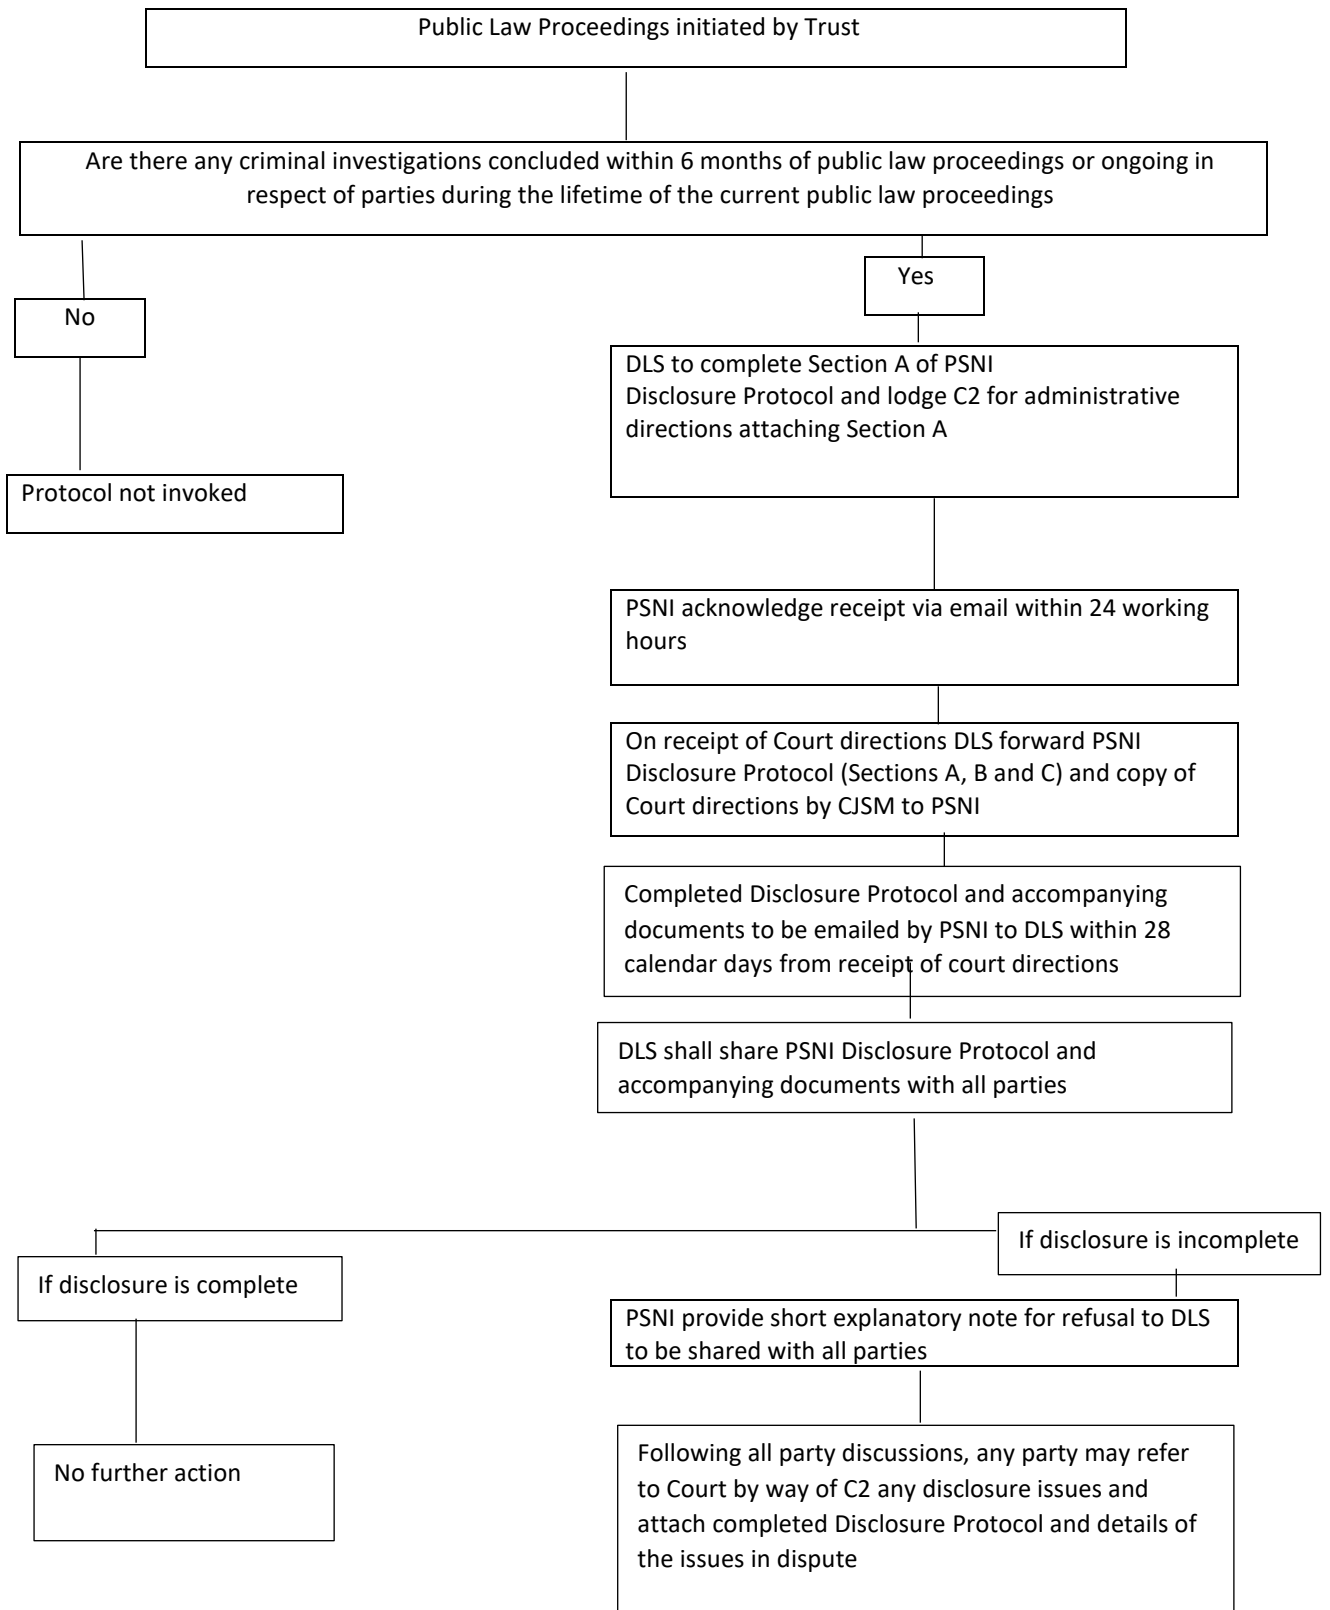 Public Law Proceedings initiated by Trust
Are there any criminal investigations concluded within 6 months of public law proceedings or ongoing in
respect of parties during the lifetime of the current public law proceedings
No
Yes
Protocol not invoked
DLS to complete Section A of PSNI
Disclosure Protocol and lodge C2 for administrative
directions attaching Section A
PSNI acknowledge receipt via email within 24 working
hours
On receipt of Court directions DLS forward PSNI
Disclosure Protocol (Sections A, B and C) and copy of
Court directions by CJSM to PSNI
Completed Disclosure Protocol and accompanying
documents to be emailed by PSNI to DLS within 28
calendar days from receipt of court directions
DLS shall share PSNI Disclosure Protocol and
accompanying documents with all parties
If disclosure is complete
No further action
If disclosure is incomplete
PSNI provide short explanatory note for refusal to DLS
to be shared with all parties
Following all party discussions, any party may refer
to Court by way of C2 any disclosure issues and
attach completed Disclosure Protocol and details of
the issues in dispute